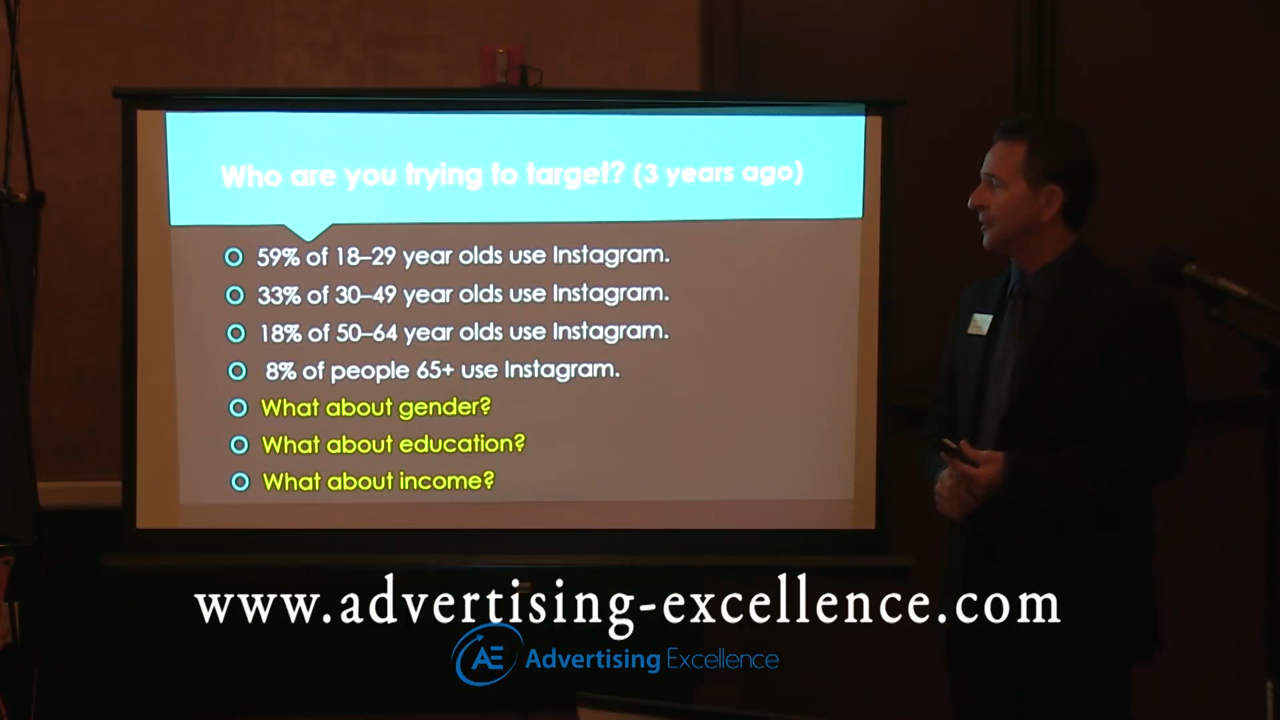 Who are you trying to target? (3 years ago)
59% of 18–29 year olds use Instagram.
33% of 30–49 year olds use Instagram.
18% of 50–64 year olds use Instagram.
8% of people 65+ use Instagram.
What about gender?
What about education?
What about income?
www.advertising-excellence.com
AE Advertising Excellence